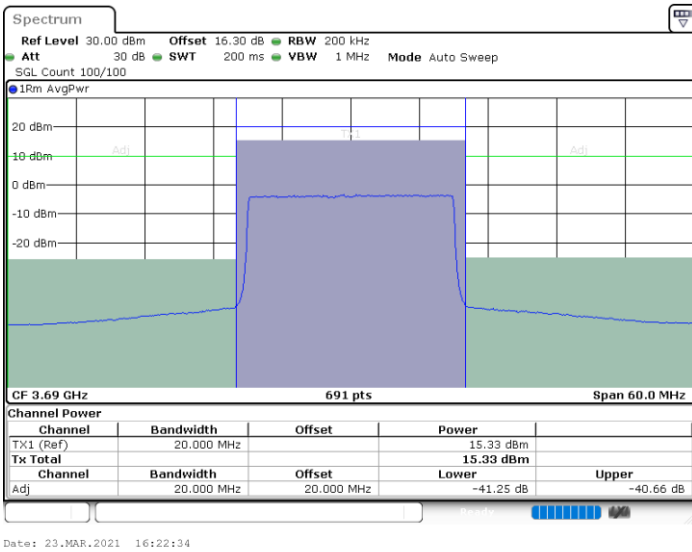 Spectrum
Ref Level 30.00 dBm Offset 16.30 dB RBW 200 kHz
Att 30 dB SWT 200 ms VBW 1 MHz Mode Auto Sweep
SGL Count 100/100
1Rm AvgPwr
20 dBm
TX1
Adj
Adj
10 dBm
0 dBm
-10 dBm
-20 dBm
CF 3.69 GHz 691 pts Span 60.0 MHz
Channel Power
Channel Bandwidth Offset Power
TX1 (Ref) 20.000 MHz 15.33 dBm
Tx Total 15.33 dBm
Channel Bandwidth Offset Lower Upper
Adj 20.000 MHz 20.000 MHz -41.25 dB -40.66 dB
Ready
Date: 23.MAR.2021 16:22:34